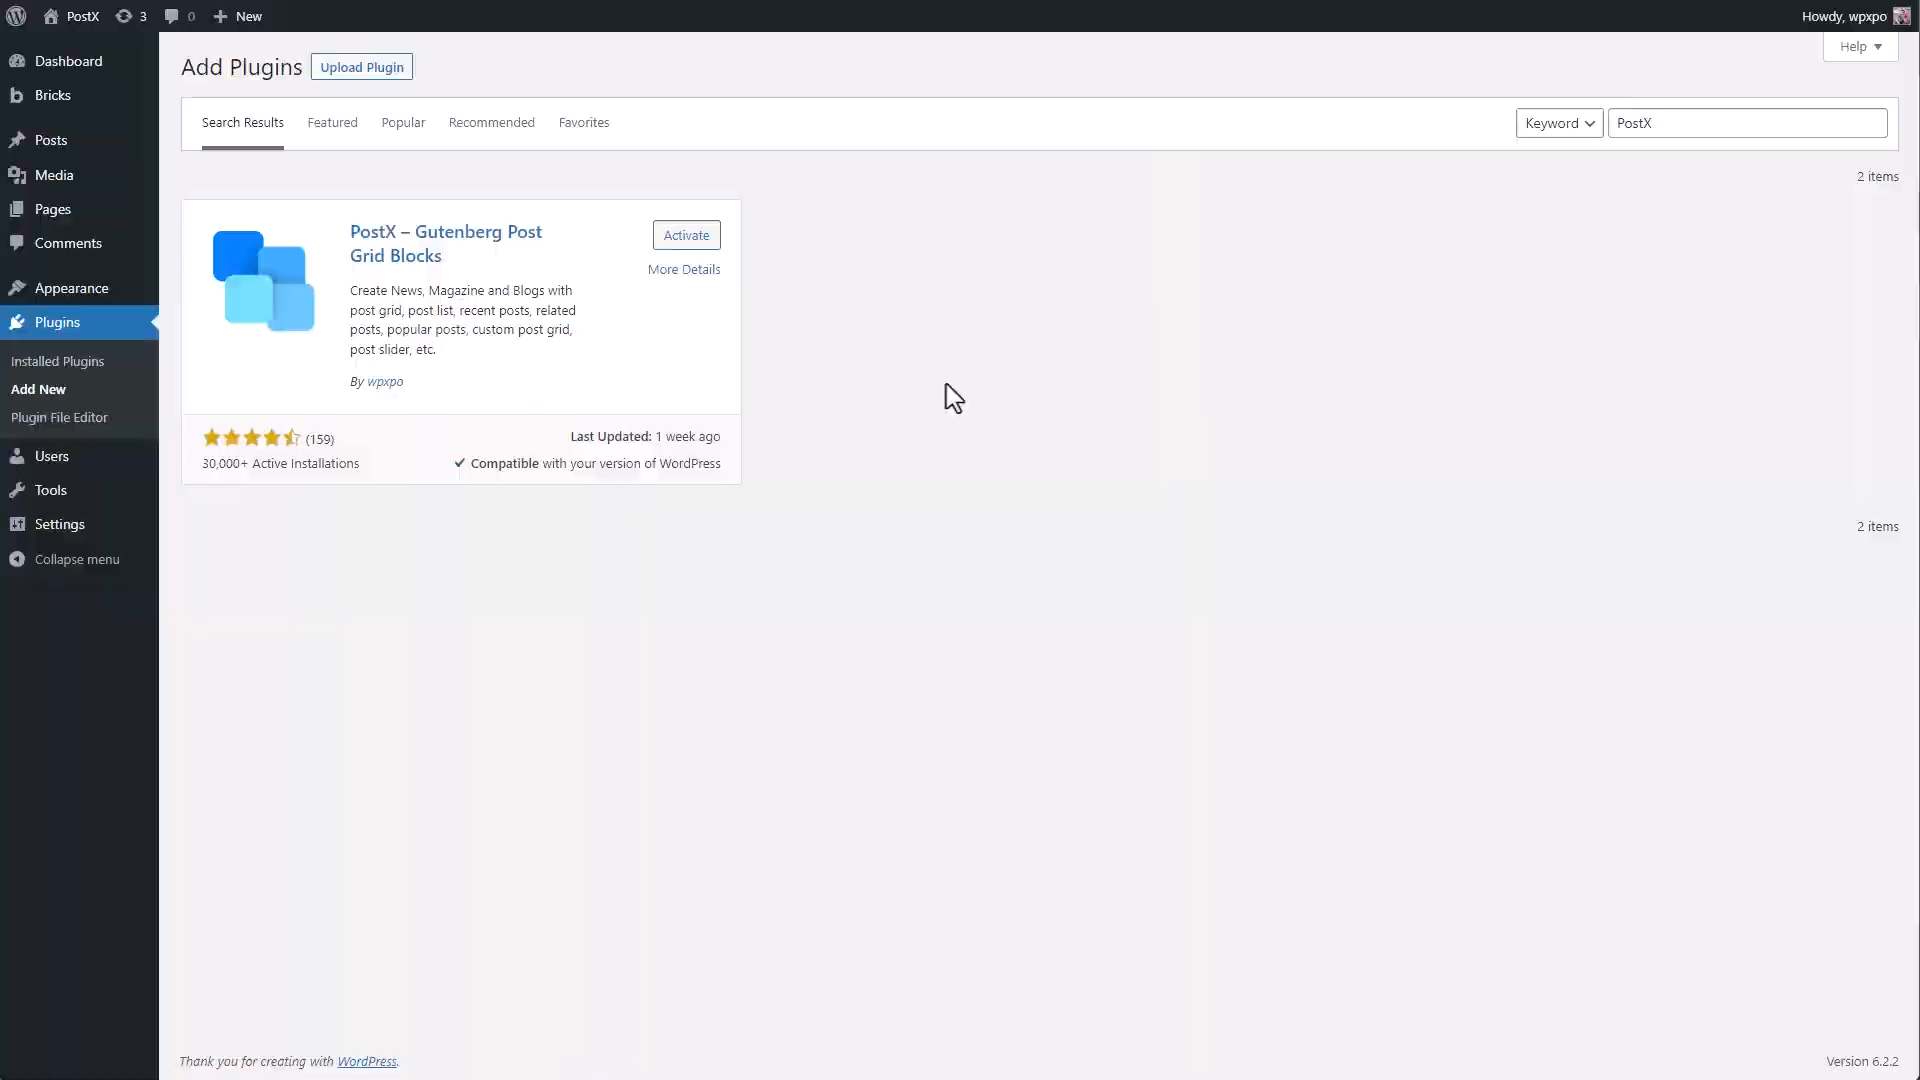 PostX
3
0
New
Howdy, wpxpo
Dashboard
Bricks
Posts
Media
Pages
Comments
Appearance
Plugins
Installed Plugins
Add New
Plugin File Editor
Users
Tools
Settings
Collapse menu
Help
Add Plugins
Upload Plugin
Search Results
Featured
Popular
Recommended
Favorites
Keyword
PostX
2 items
PostX – Gutenberg Post
Grid Blocks
Activate
More Details
Create News, Magazine and Blogs with
post grid, post list, recent posts, related
posts, popular posts, custom post grid,
post slider, etc.
By wpxpo
(159)
Last Updated: 1 week ago
30,000+ Active Installations
Compatible with your version of WordPress
2 items
Thank you for creating with WordPress.
Version 6.2.2